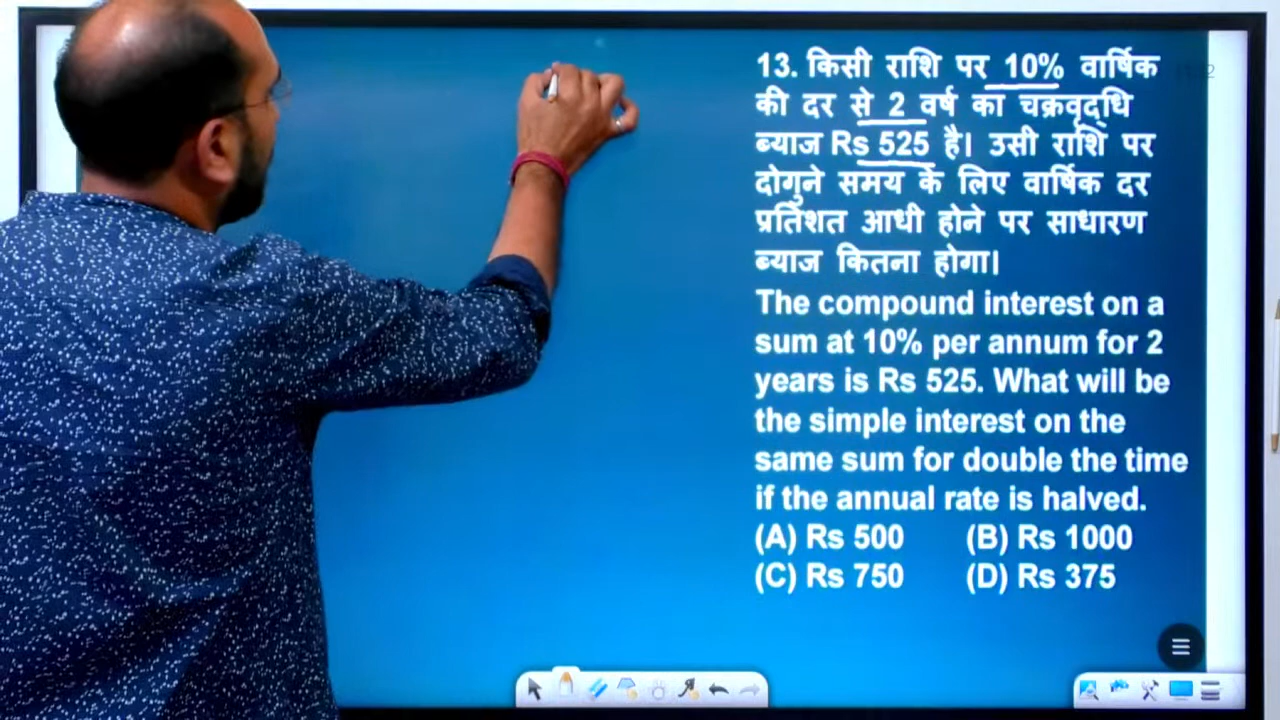 13. किसी राशि पर 10% वार्षिक
की दर से 2 वर्ष का चक्रवृद्धि
ब्याज Rs 525 है। उसी राशि पर
दोगुने समय के लिए वार्षिक दर
प्रतिशत आधी होने पर साधारण
ब्याज कितना होगा।
The compound interest on a
sum at 10% per annum for 2
years is Rs 525. What will be
the simple interest on the
same sum for double the time
if the annual rate is halved.
(A) Rs 500 (B) Rs 1000
(C) Rs 750 (D) Rs 375